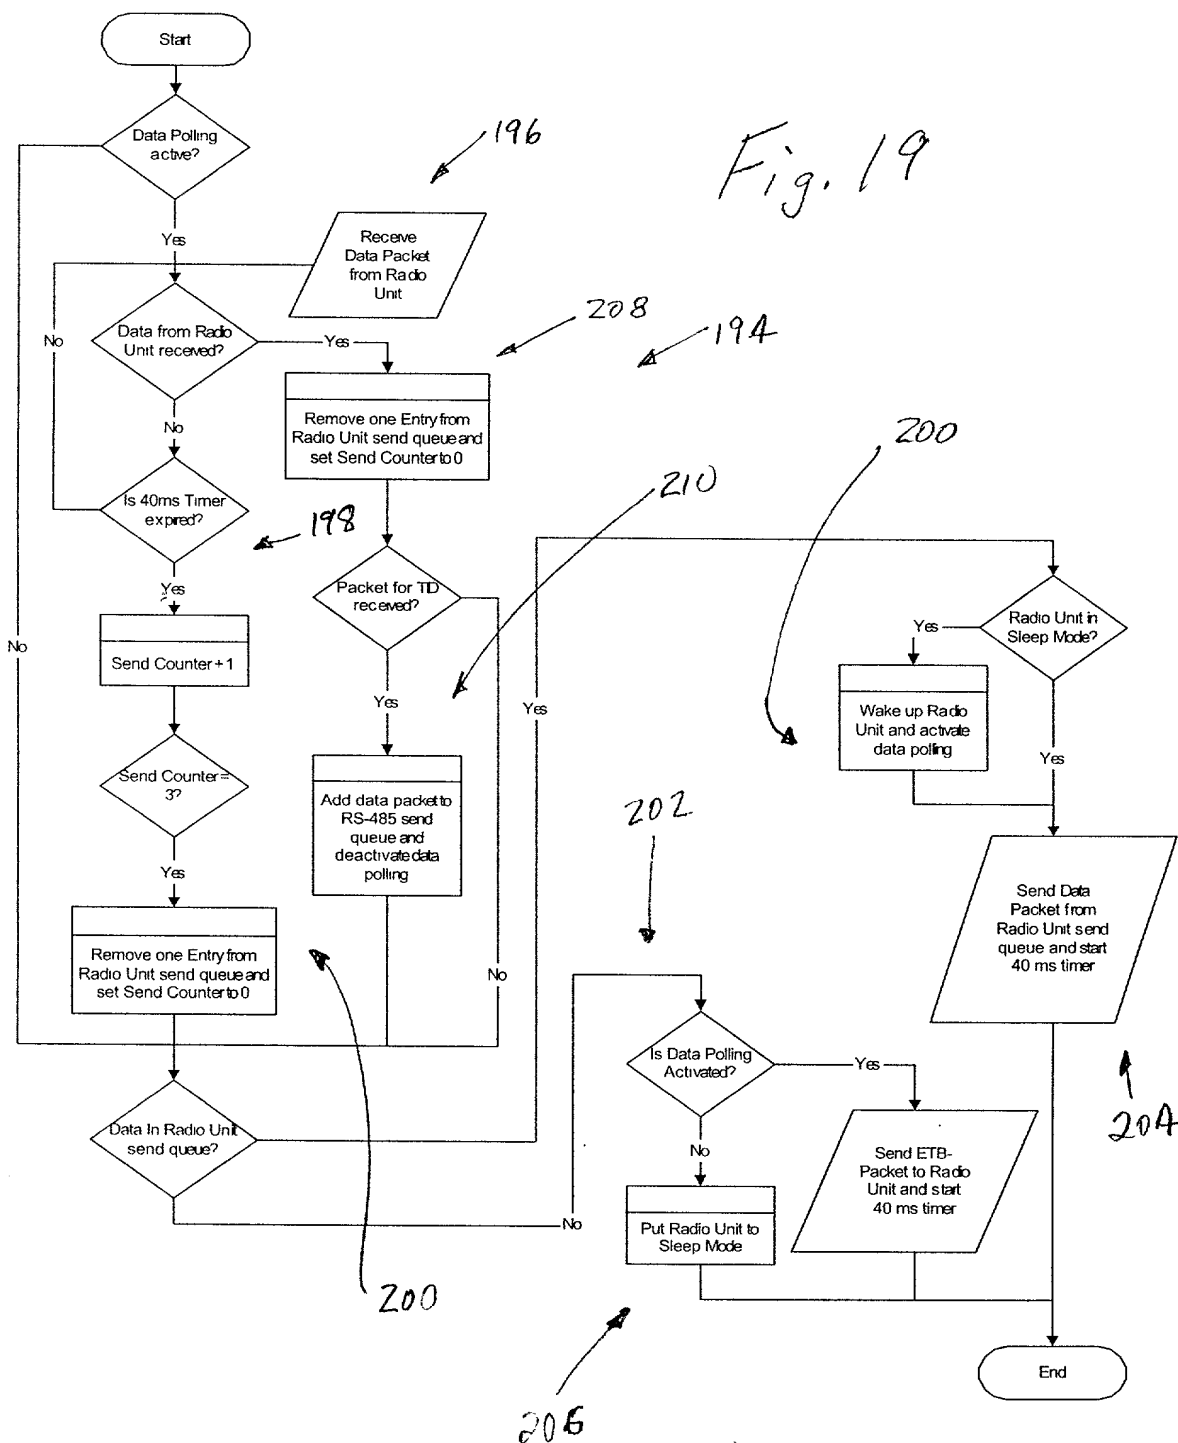 Start
Data Polling
active?
196
Fig. 19
Yes
Receive
Data Packet
from Radio
Unit
208
194
No
Data from Radio
Unit received?
Yes
Remove one Entry from
Radio Unit send queue and
set Send Counter to 0
200
No
Is 40ms Timer
expired?
198
210
Packet for TID
received?
Yes
Radio Unit in
Sleep Mode?
Yes
No
Send Counter + 1
Yes
Yes
Wake up Radio
Unit and activate
data polling
Yes
200
Send Counter =
3?
Add data packet to
RS-485 send
queue and
deactivate data
polling
202
Yes
Send Data
Packet from
Radio Unit send
queue and start
40 ms timer
Remove one Entry from
Radio Unit send queue and
set Send Counter to 0
No
Is Data Polling
Activated?
Yes
204
Data In Radio Unit
send queue?
No
Send ETB-
Packet to Radio
Unit and start
40 ms timer
No
Put Radio Unit to
Sleep Mode
200
206
End